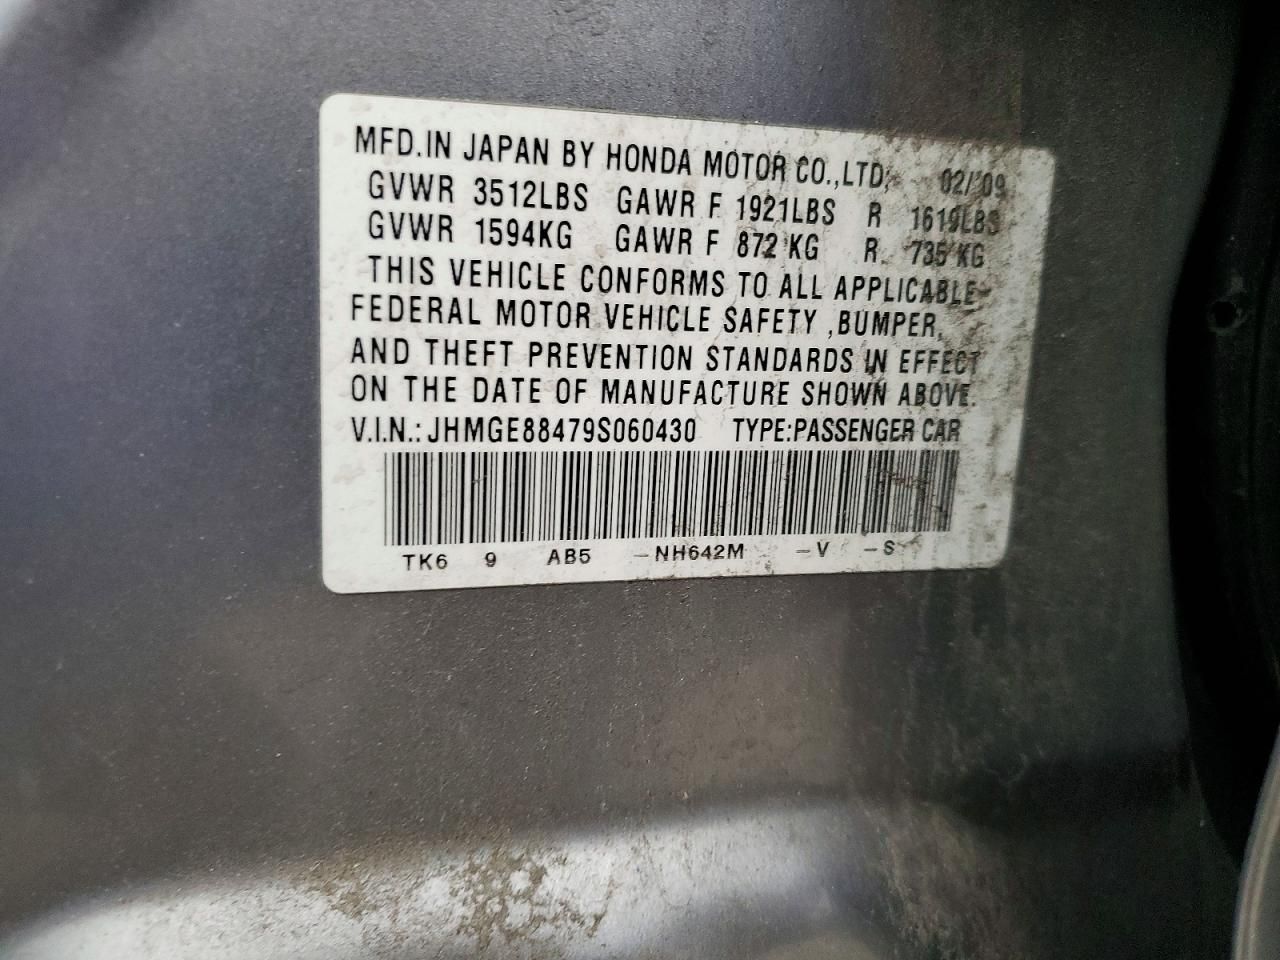 MFD.IN JAPAN BY HONDA MOTOR CO.,LTD, 02/'09
GVWR 3512LBS GAWR F 1921LBS R 1619LBS
GVWR 1594KG GAWR F 872 KG R 735 KG
THIS VEHICLE CONFORMS TO ALL APPLICABLE
FEDERAL MOTOR VEHICLE SAFETY ,BUMPER,
AND THEFT PREVENTION STANDARDS IN EFFECT
ON THE DATE OF MANUFACTURE SHOWN ABOVE.
V.I.N.: JHMGE88479S060430 TYPE:PASSENGER CAR
TK6 9 AB5 -NH642M -V -S